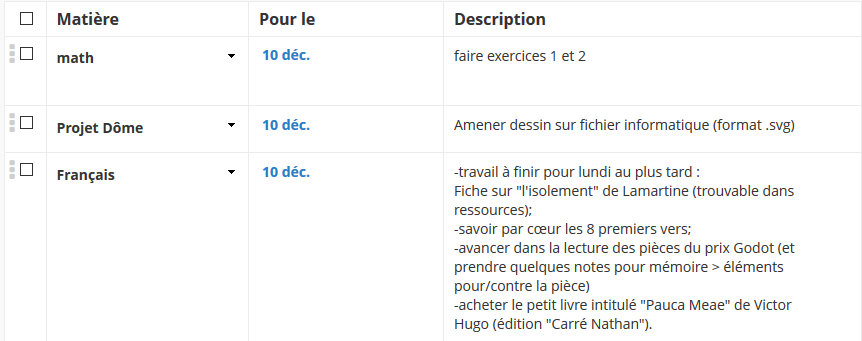 Matière Pour le Description
math 10 déc. faire exercices 1 et 2
Projet Dôme 10 déc. Amener dessin sur fichier informatique (format .svg)
Français 10 déc. -travail à finir pour lundi au plus tard :
Fiche sur "l'isolement" de Lamartine (trouvable dans
ressources);
-savoir par cœur les 8 premiers vers;
-avancer dans la lecture des pièces du prix Godot (et
prendre quelques notes pour mémoire > éléments
pour/contre la pièce)
-acheter le petit livre intitulé "Pauca Meae" de Victor
Hugo (édition "Carré Nathan").